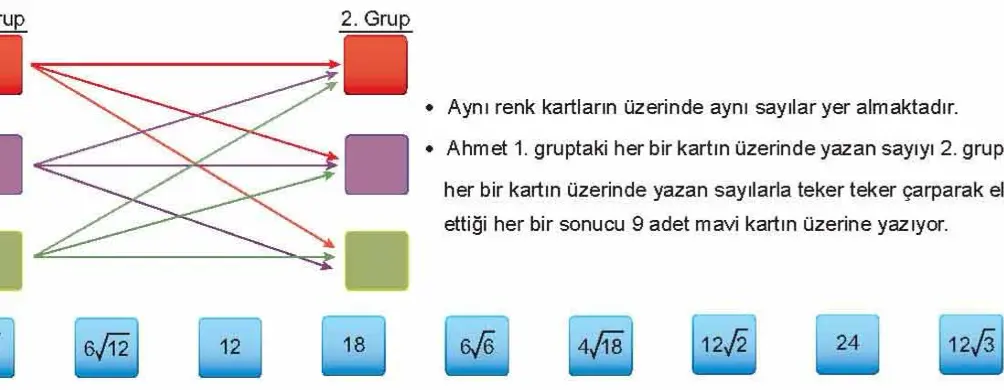 rup
2. Grup
• Aynı renk kartların üzerinde aynı sayılar yer almaktadır.
• Ahmet 1. gruptaki her bir kartın üzerinde yazan sayıyı 2. grup
her bir kartın üzerinde yazan sayılarla teker teker çarparak el
ettiği her bir sonucu 9 adet mavi kartın üzerine yazıyor.
6√12 12 18 6√6 4√18 12√2 24 12√3